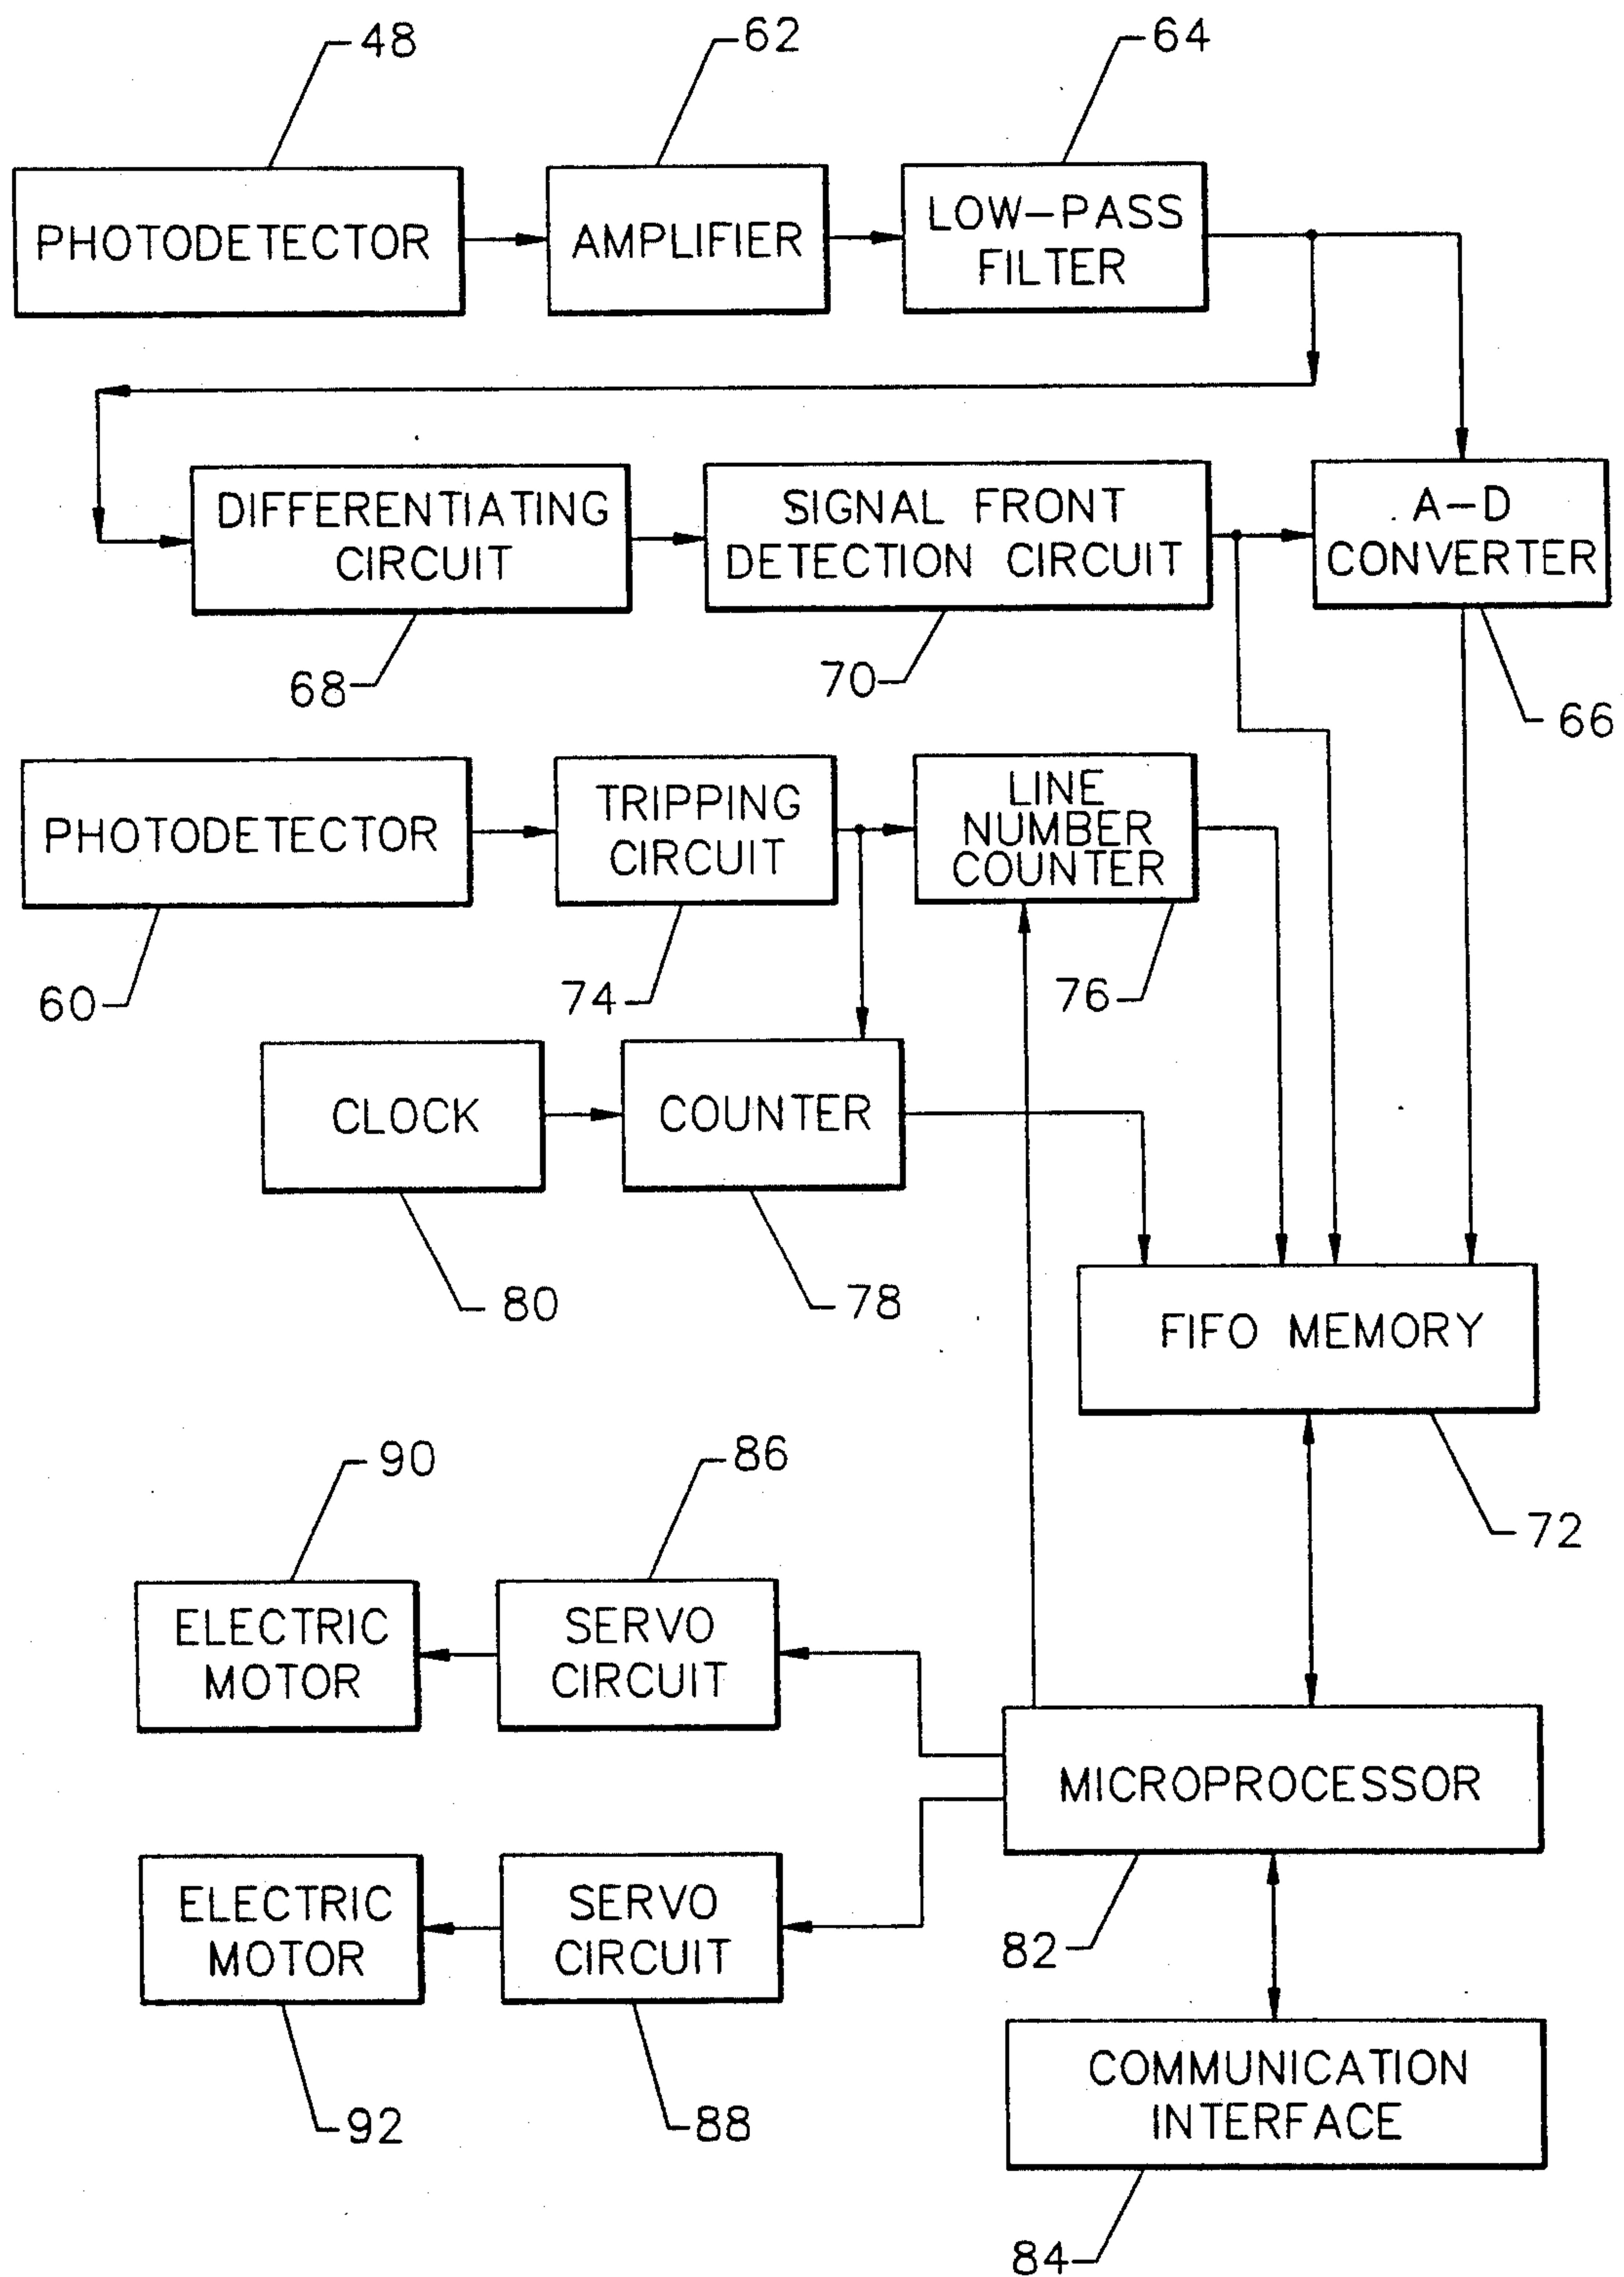 48
62
64
PHOTODETECTOR
AMPLIFIER
LOW-PASS
FILTER
DIFFERENTIATING
CIRCUIT
SIGNAL FRONT
DETECTION CIRCUIT
A-D
CONVERTER
68
70
66
PHOTODETECTOR
TRIPPING
CIRCUIT
LINE
NUMBER
COUNTER
60
74
76
CLOCK
COUNTER
80
78
FIFO MEMORY
72
90
86
ELECTRIC
MOTOR
SERVO
CIRCUIT
MICROPROCESSOR
ELECTRIC
MOTOR
SERVO
CIRCUIT
82
92
88
COMMUNICATION
INTERFACE
84